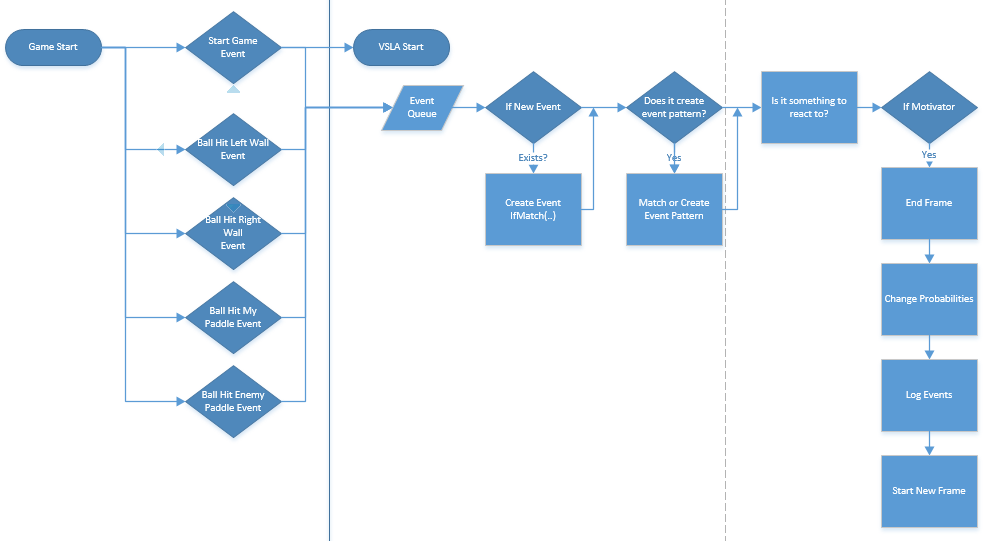 Game Start
Start Game
Event
Ball Hit Left Wall
Event
Ball Hit Right
Wall
Event
Ball Hit My
Paddle Event
Ball Hit Enemy
Paddle Event
VSLA Start
Event
Queue
If New Event
Exists?
Create Event
IfMatch(..)
Does it create
event pattern?
Yes
Match or Create
Event Pattern
Is it something to
react to?
If Motivator
Yes
End Frame
Change Probabilities
Log Events
Start New Frame